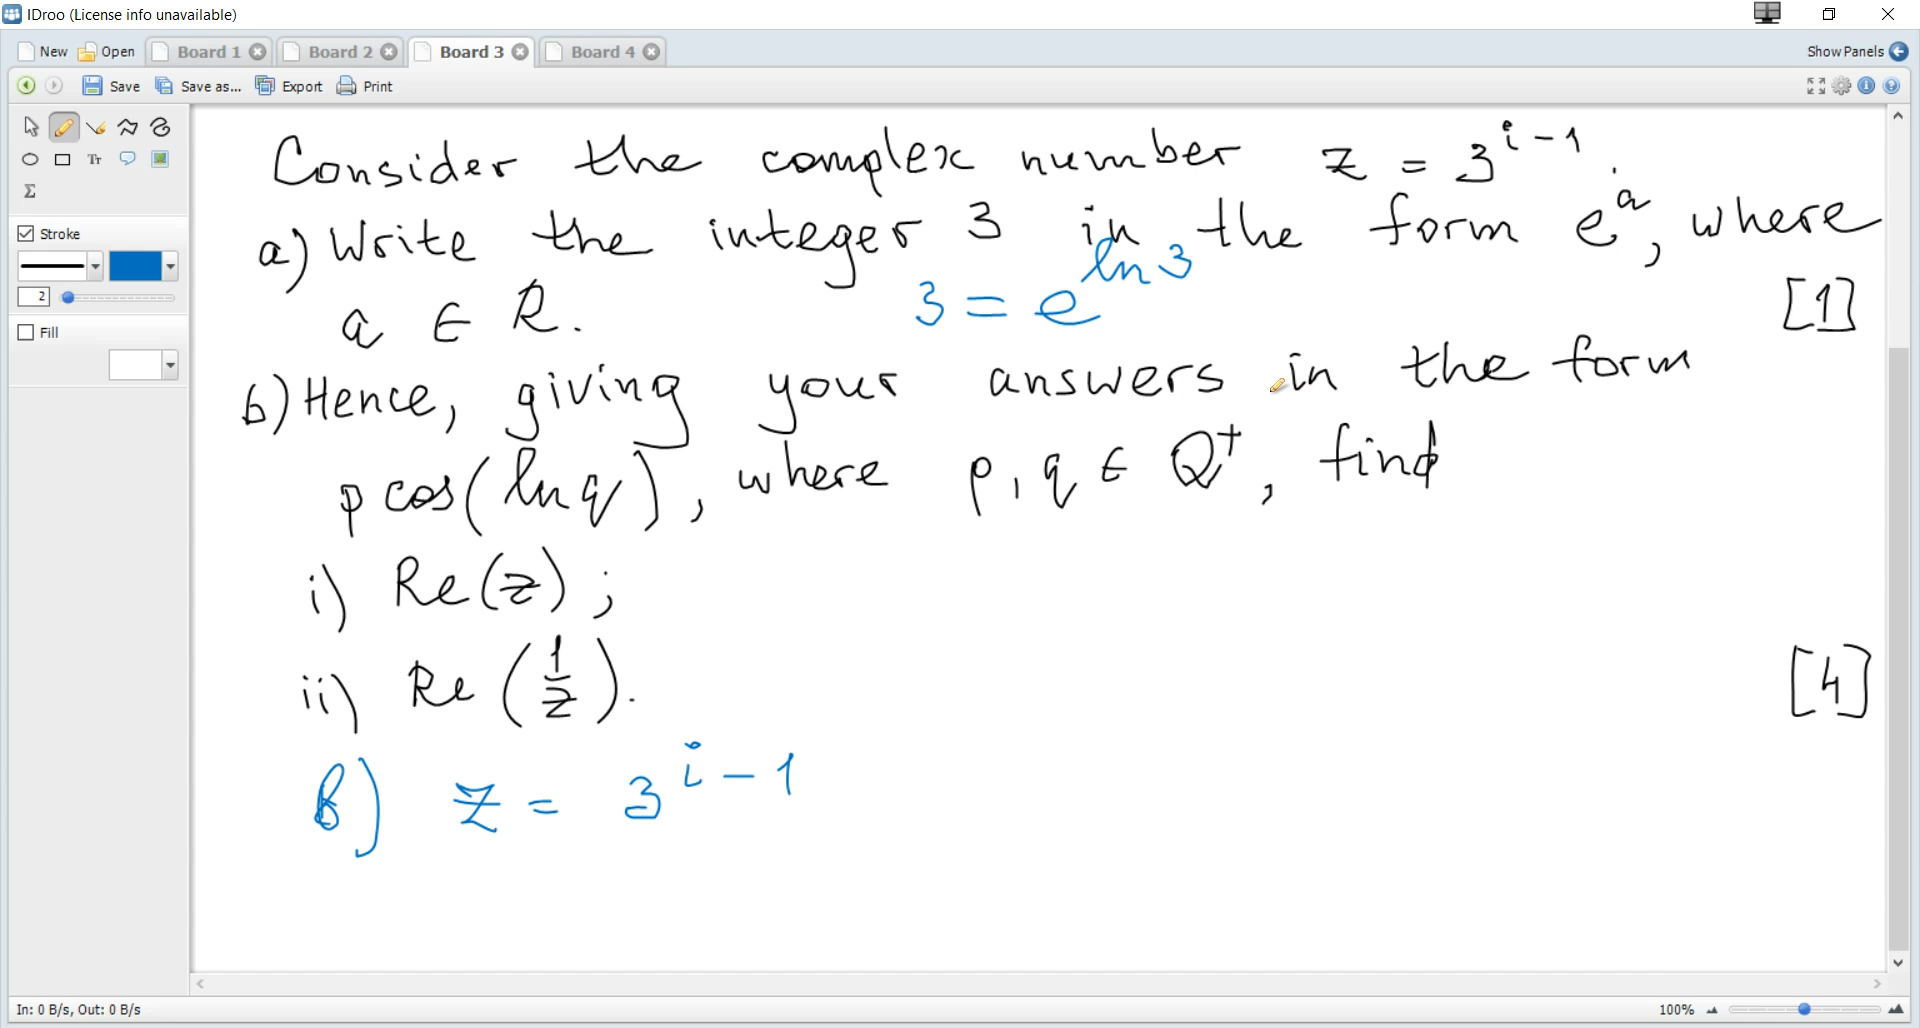 IDroo (License info unavailable)
New Open Board 1 Board 2 Board 3 Board 4 Show Panels
Save Save as... Export Print
Tr
Σ
Stroke
2
Fill
Consider the complex number z = 3^{i-1}.
a) Write the integer 3 in the form e^a, where
a ∈ R. [1]
3 = e^{ln 3}
b) Hence, giving your answers in the form
p cos(ln q), where p, q ∈ Q^+, find
i) Re(z);
ii) Re(1/z). [4]
b) z = 3^{i-1}
In: 0 B/s, Out: 0 B/s 100%